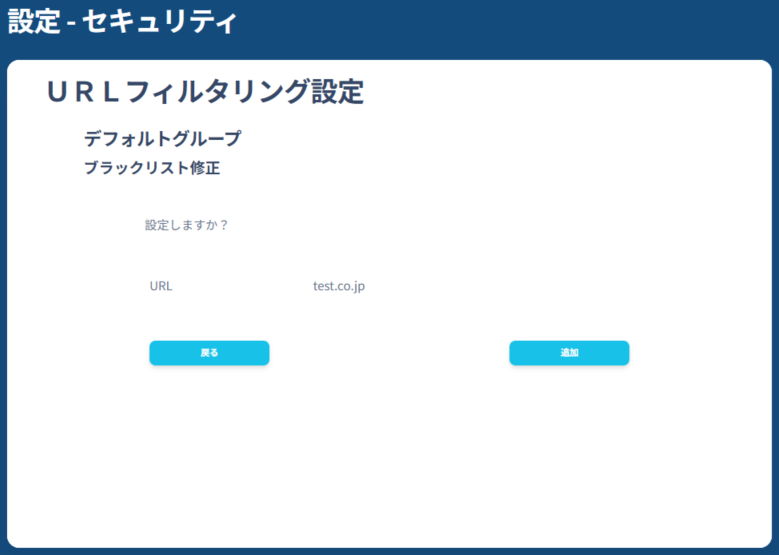 設定 - セキュリティ
ＵＲＬフィルタリング設定
デフォルトグループ
ブラックリスト修正
設定しますか？
URL test.co.jp
戻る 追加